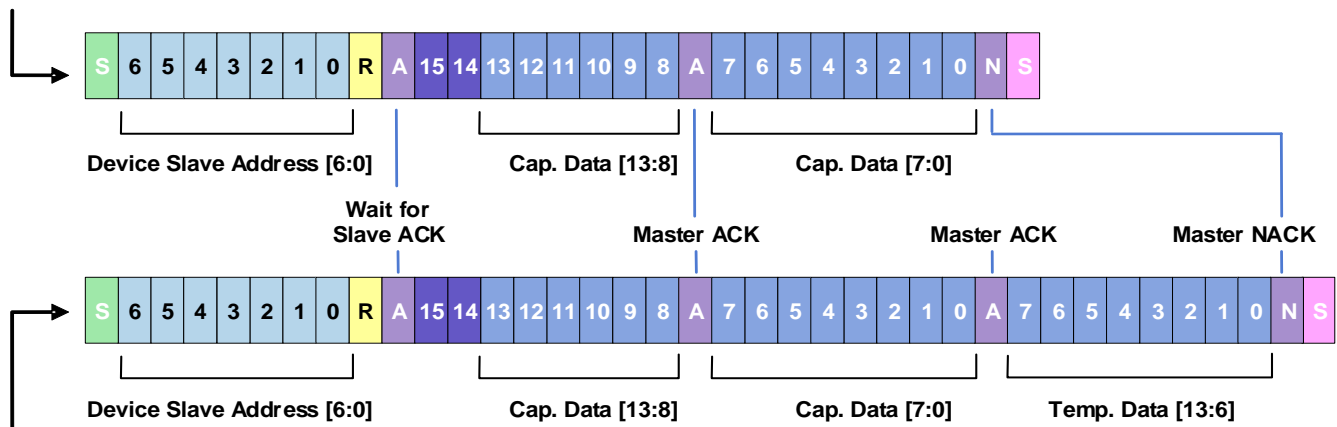 S 6 5 4 3 2 1 0 R A 15 14 13 12 11 10 9 8 A 7 6 5 4 3 2 1 0 N S
Device Slave Address [6:0] Cap. Data [13:8] Cap. Data [7:0]
Wait for
Slave ACK Master ACK Master ACK Master NACK
S 6 5 4 3 2 1 0 R A 15 14 13 12 11 10 9 8 A 7 6 5 4 3 2 1 0 A 7 6 5 4 3 2 1 0 N S
Device Slave Address [6:0] Cap. Data [13:8] Cap. Data [7:0] Temp. Data [13:6]